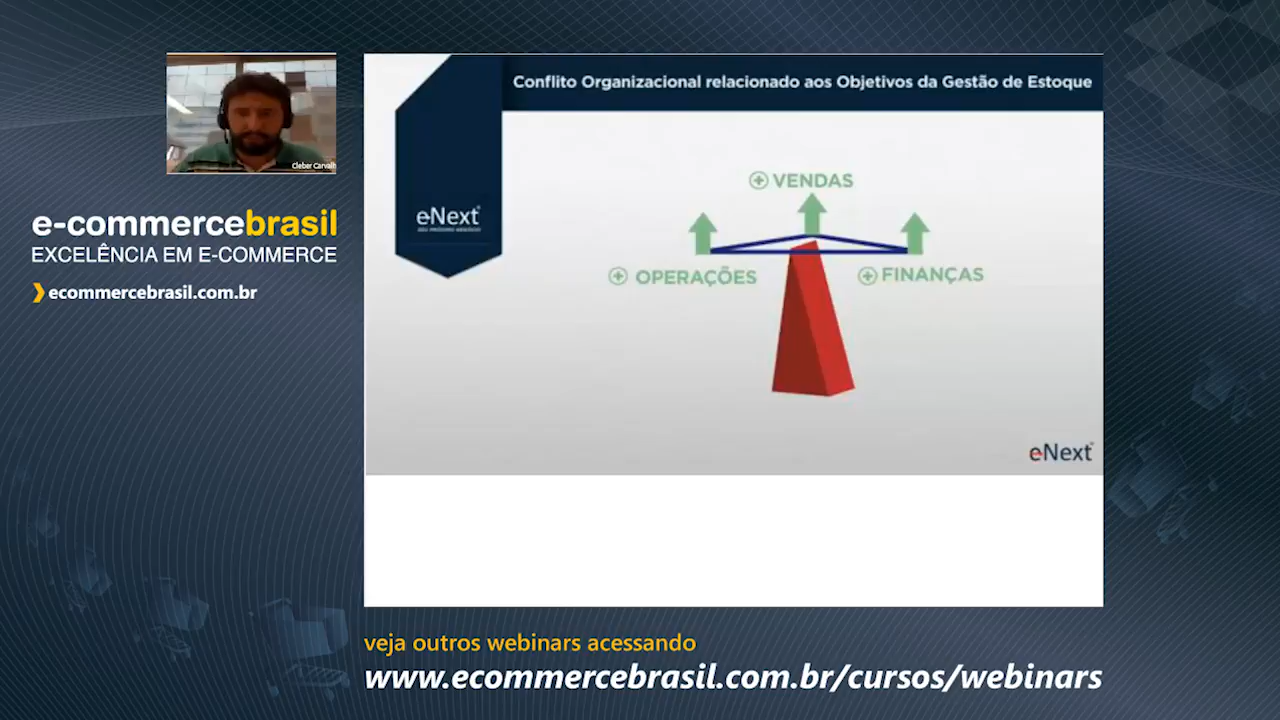 Cleber Carvalh
e-commercebrasil
EXCELÊNCIA EM E-COMMERCE
ecommercebrasil.com.br
Conflito Organizacional relacionado aos Objetivos da Gestão de Estoque
eNext
VENDAS
OPERAÇÕES
FINANÇAS
eNext
veja outros webinars acessando
www.ecommercebrasil.com.br/cursos/webinars